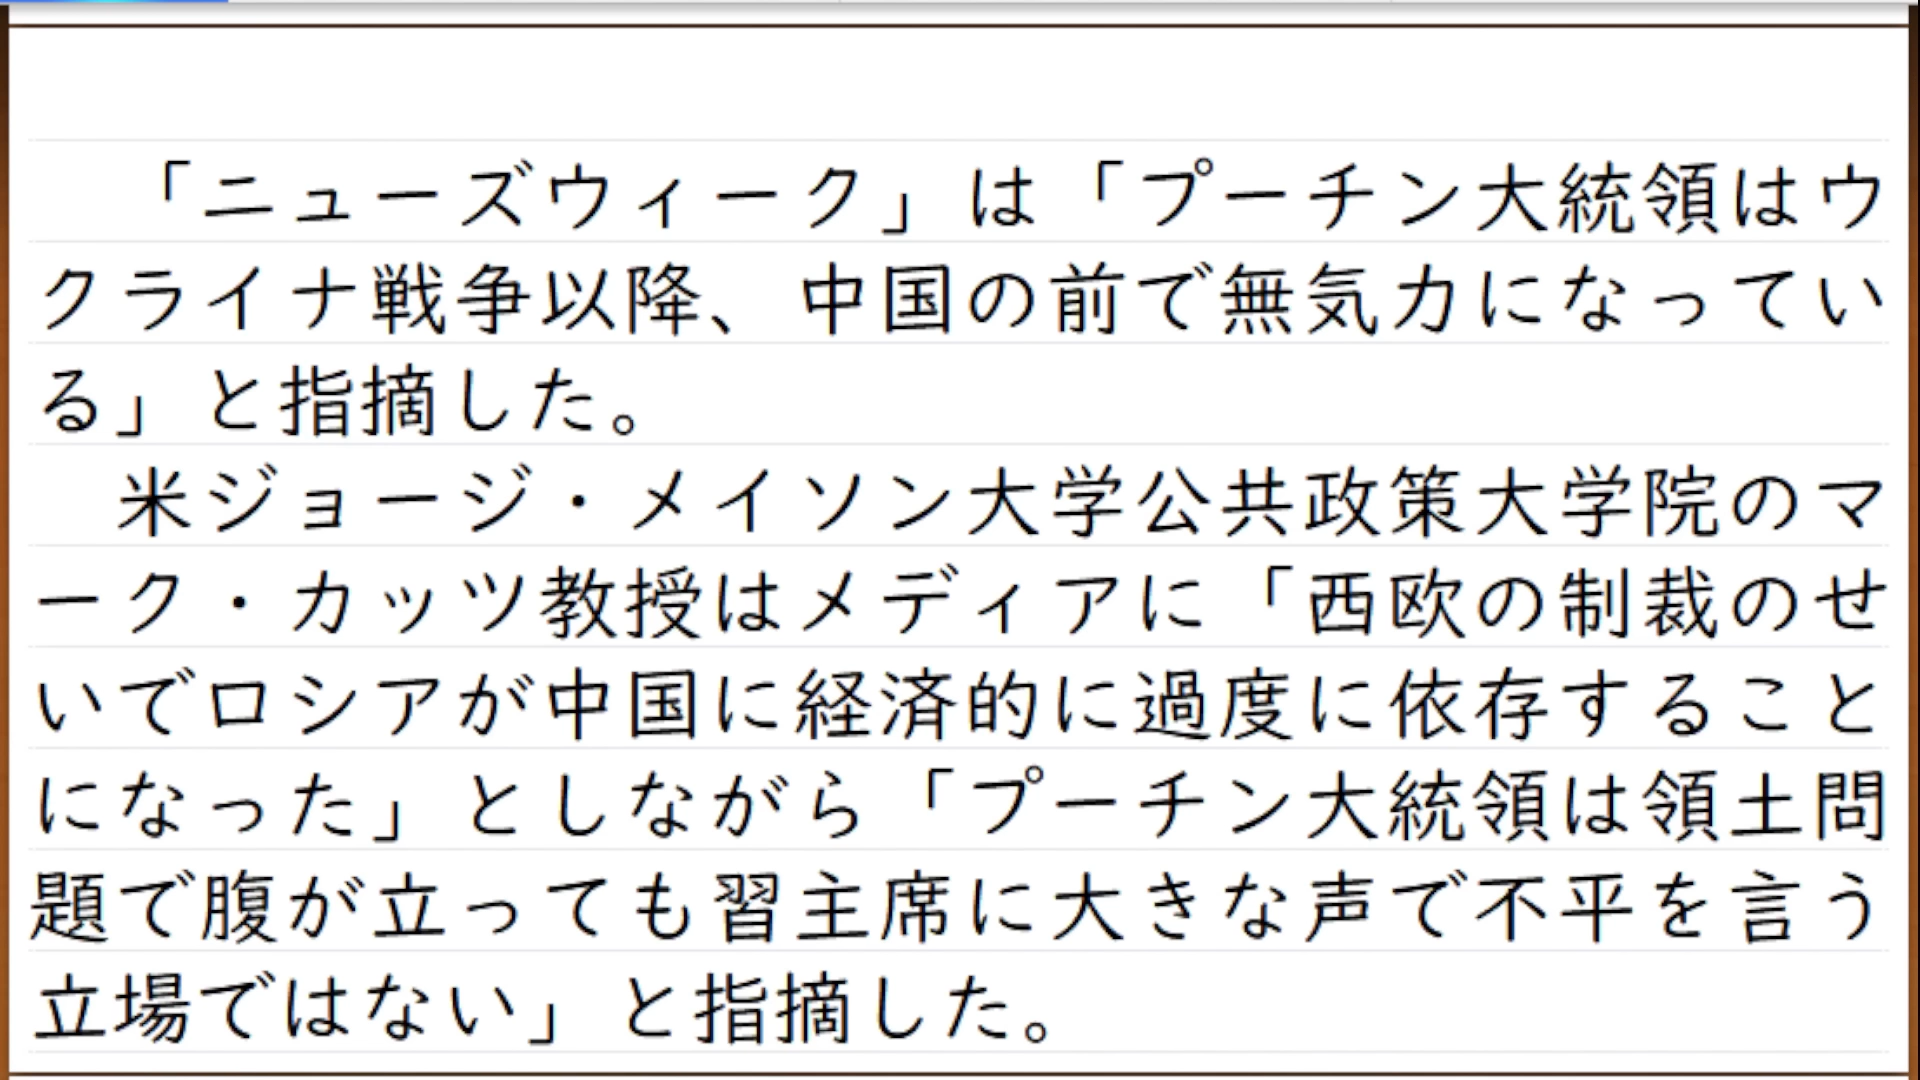 「ニューズウィーク」は「プーチン大統領はウ
クライナ戦争以降、中国の前で無気力になってい
る」と指摘した。
米ジョージ・メイソン大学公共政策大学院のマ
ーク・カッツ教授はメディアに「西欧の制裁のせ
いでロシアが中国に経済的に過度に依存すること
になった」としながら「プーチン大統領は領土問
題で腹が立っても習主席に大きな声で不平を言う
立場ではない」と指摘した。